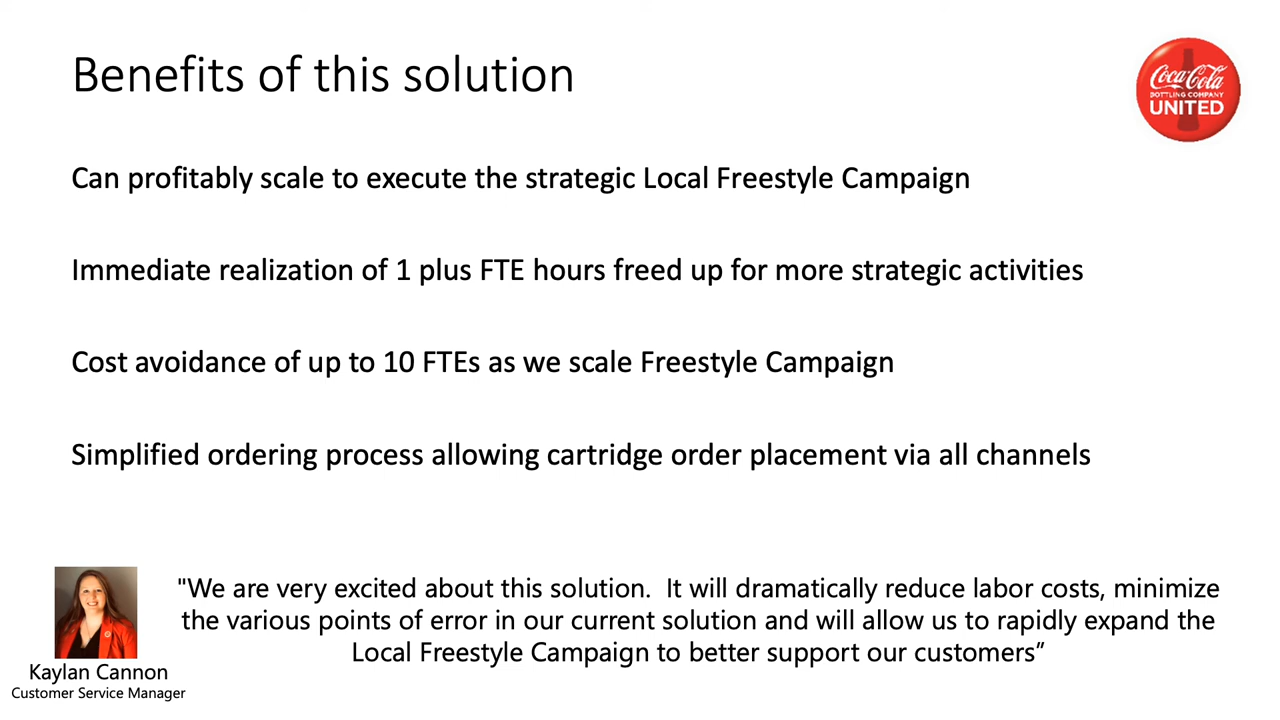 Benefits of this solution
Coca-Cola
BOTTLING COMPANY
UNITED
Can profitably scale to execute the strategic Local Freestyle Campaign
Immediate realization of 1 plus FTE hours freed up for more strategic activities
Cost avoidance of up to 10 FTEs as we scale Freestyle Campaign
Simplified ordering process allowing cartridge order placement via all channels
"We are very excited about this solution.  It will dramatically reduce labor costs, minimize
the various points of error in our current solution and will allow us to rapidly expand the
Local Freestyle Campaign to better support our customers”
Kaylan Cannon
Customer Service Manager